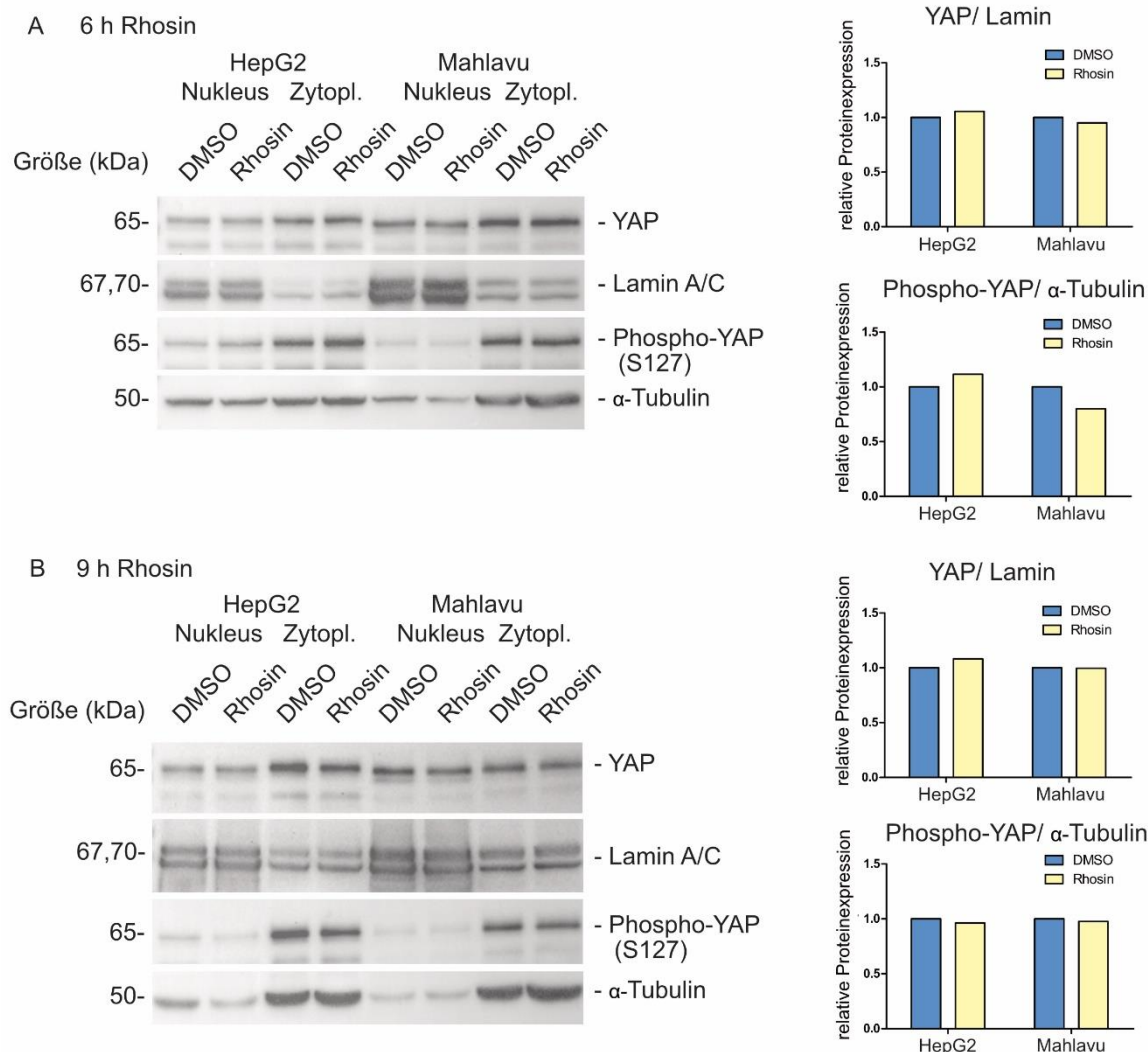 A 6 h Rhosin
HepG2 Mahlavu
Nukleus Zytopl. Nukleus Zytopl.
Größe (kDa) DMSO Rhosin DMSO Rhosin DMSO Rhosin DMSO Rhosin
65- - YAP
67,70- - Lamin A/C
65- - Phospho-YAP
(S127)
50- - α-Tubulin
YAP/ Lamin
relative Proteinexpression
1.5
1.0
0.5
0.0
DMSO
Rhosin
HepG2 Mahlavu
Phospho-YAP/ α-Tubulin
relative Proteinexpression
1.5
1.0
0.5
0.0
DMSO
Rhosin
HepG2 Mahlavu
B 9 h Rhosin
HepG2 Mahlavu
Nukleus Zytopl. Nukleus Zytopl.
Größe (kDa) DMSO Rhosin DMSO Rhosin DMSO Rhosin DMSO Rhosin
65- - YAP
67,70- - Lamin A/C
65- - Phospho-YAP
(S127)
50- - α-Tubulin
YAP/ Lamin
relative Proteinexpression
1.5
1.0
0.5
0.0
DMSO
Rhosin
HepG2 Mahlavu
Phospho-YAP/ α-Tubulin
relative Proteinexpression
1.5
1.0
0.5
0.0
DMSO
Rhosin
HepG2 Mahlavu